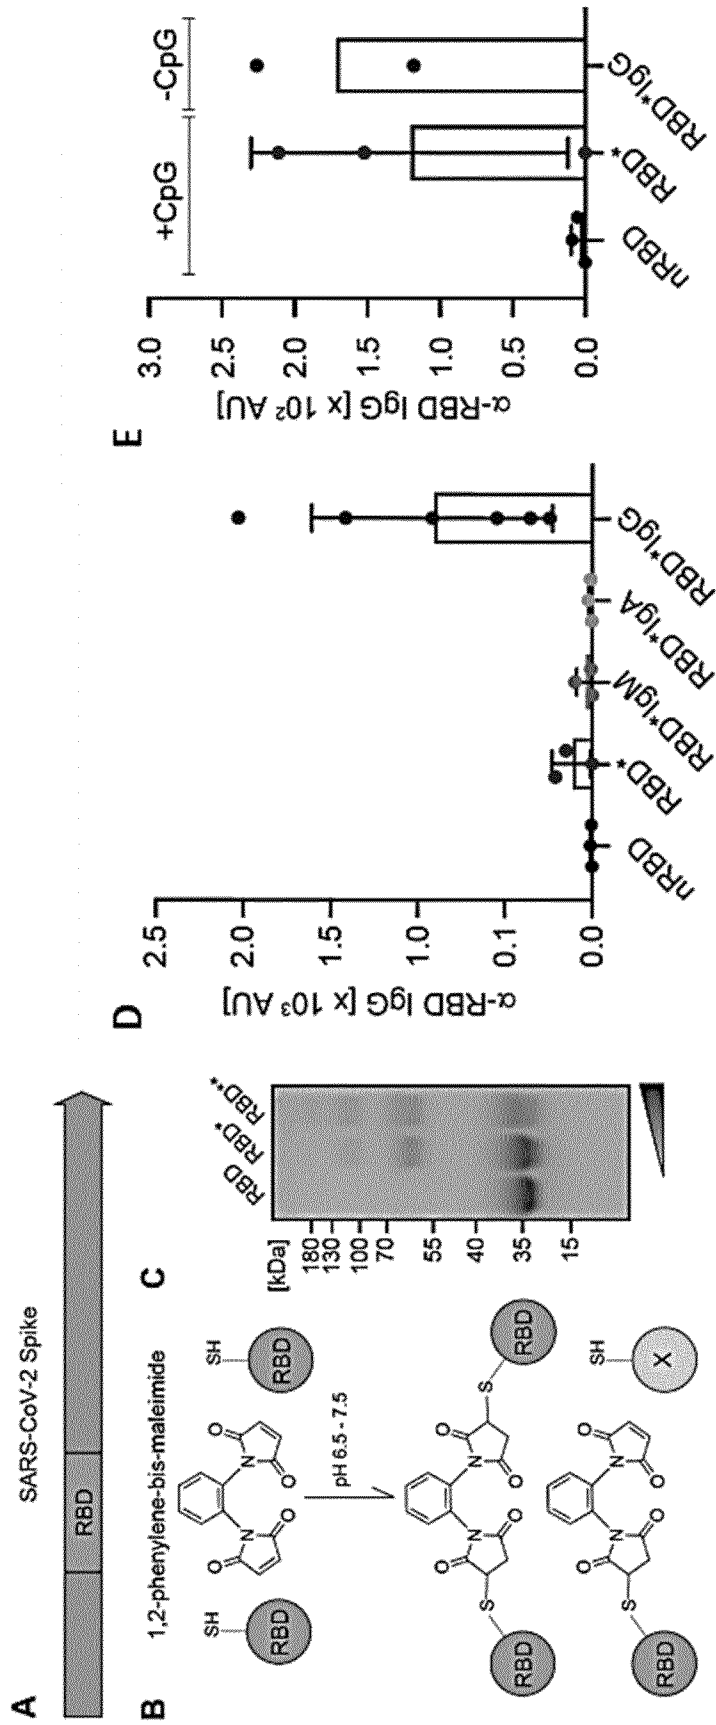 A
SARS-CoV-2 Spike
RBD
B
1,2-phenylene-bis-maleimide
SH
RBD
O
O
N
O
N
O
SH
RBD
pH 6.5 - 7.5
RBD
S
O
N
O
O
N
O
S
RBD
RBD
S
O
N
O
O
N
O
SH
X
C
RBD
RBD*
RBD**
[kDa]
180
130
100
70
55
40
35
15
D
α-RBD IgG [x 10³ AU]
2.5
2.0
1.5
1.0
0.1
0.0
nRBD
RBD*
RBD*IgM
RBD*IgA
RBD*IgG
E
+CpG
-CpG
α-RBD IgG [x 10² AU]
3.0
2.5
2.0
1.5
1.0
0.5
0.0
nRBD
RBD*
RBD*IgG